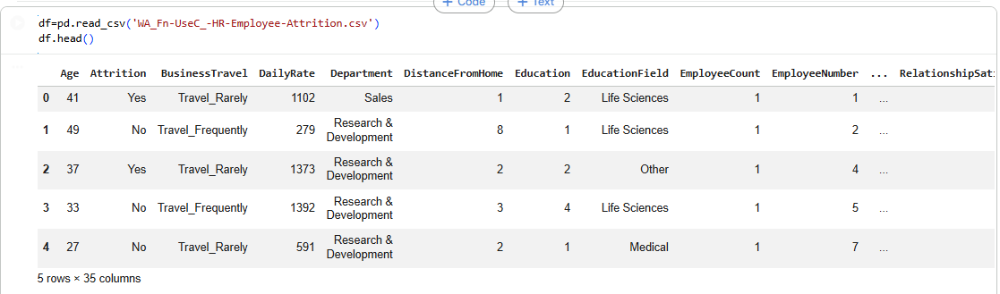 + Code + Text
df=pd.read_csv('WA_Fn-UseC_-HR-Employee-Attrition.csv')
df.head()
Age Attrition BusinessTravel DailyRate Department DistanceFromHome Education EducationField EmployeeCount EmployeeNumber ... RelationshipSati
0 41 Yes Travel_Rarely 1102 Sales 1 2 Life Sciences 1 1 ...
1 49 No Travel_Frequently 279 Research & Development 8 1 Life Sciences 1 2 ...
2 37 Yes Travel_Rarely 1373 Research & Development 2 2 Other 1 4 ...
3 33 No Travel_Frequently 1392 Research & Development 3 4 Life Sciences 1 5 ...
4 27 No Travel_Rarely 591 Research & Development 2 1 Medical 1 7 ...
5 rows × 35 columns